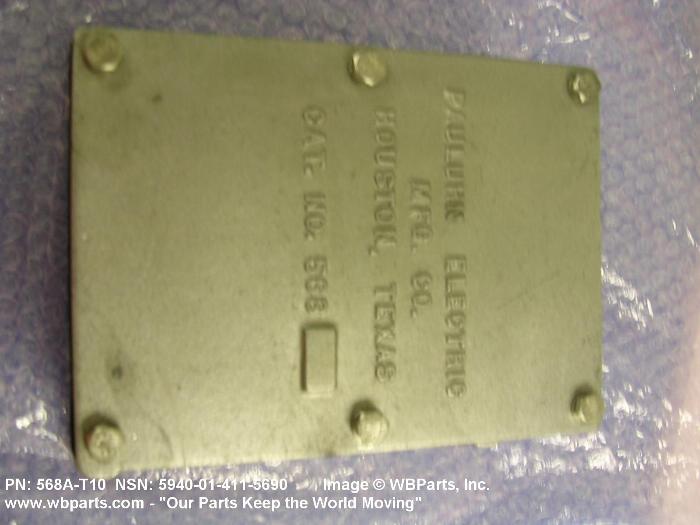 PAULUHN ELECTRIC
MFG. CO.
HOUSTON, TEXAS
CAT. NO. 568
PN: 568A-T10 NSN: 5940-01-411-5690 Image © WBParts, Inc.
www.wbparts.com - "Our Parts Keep the World Moving"